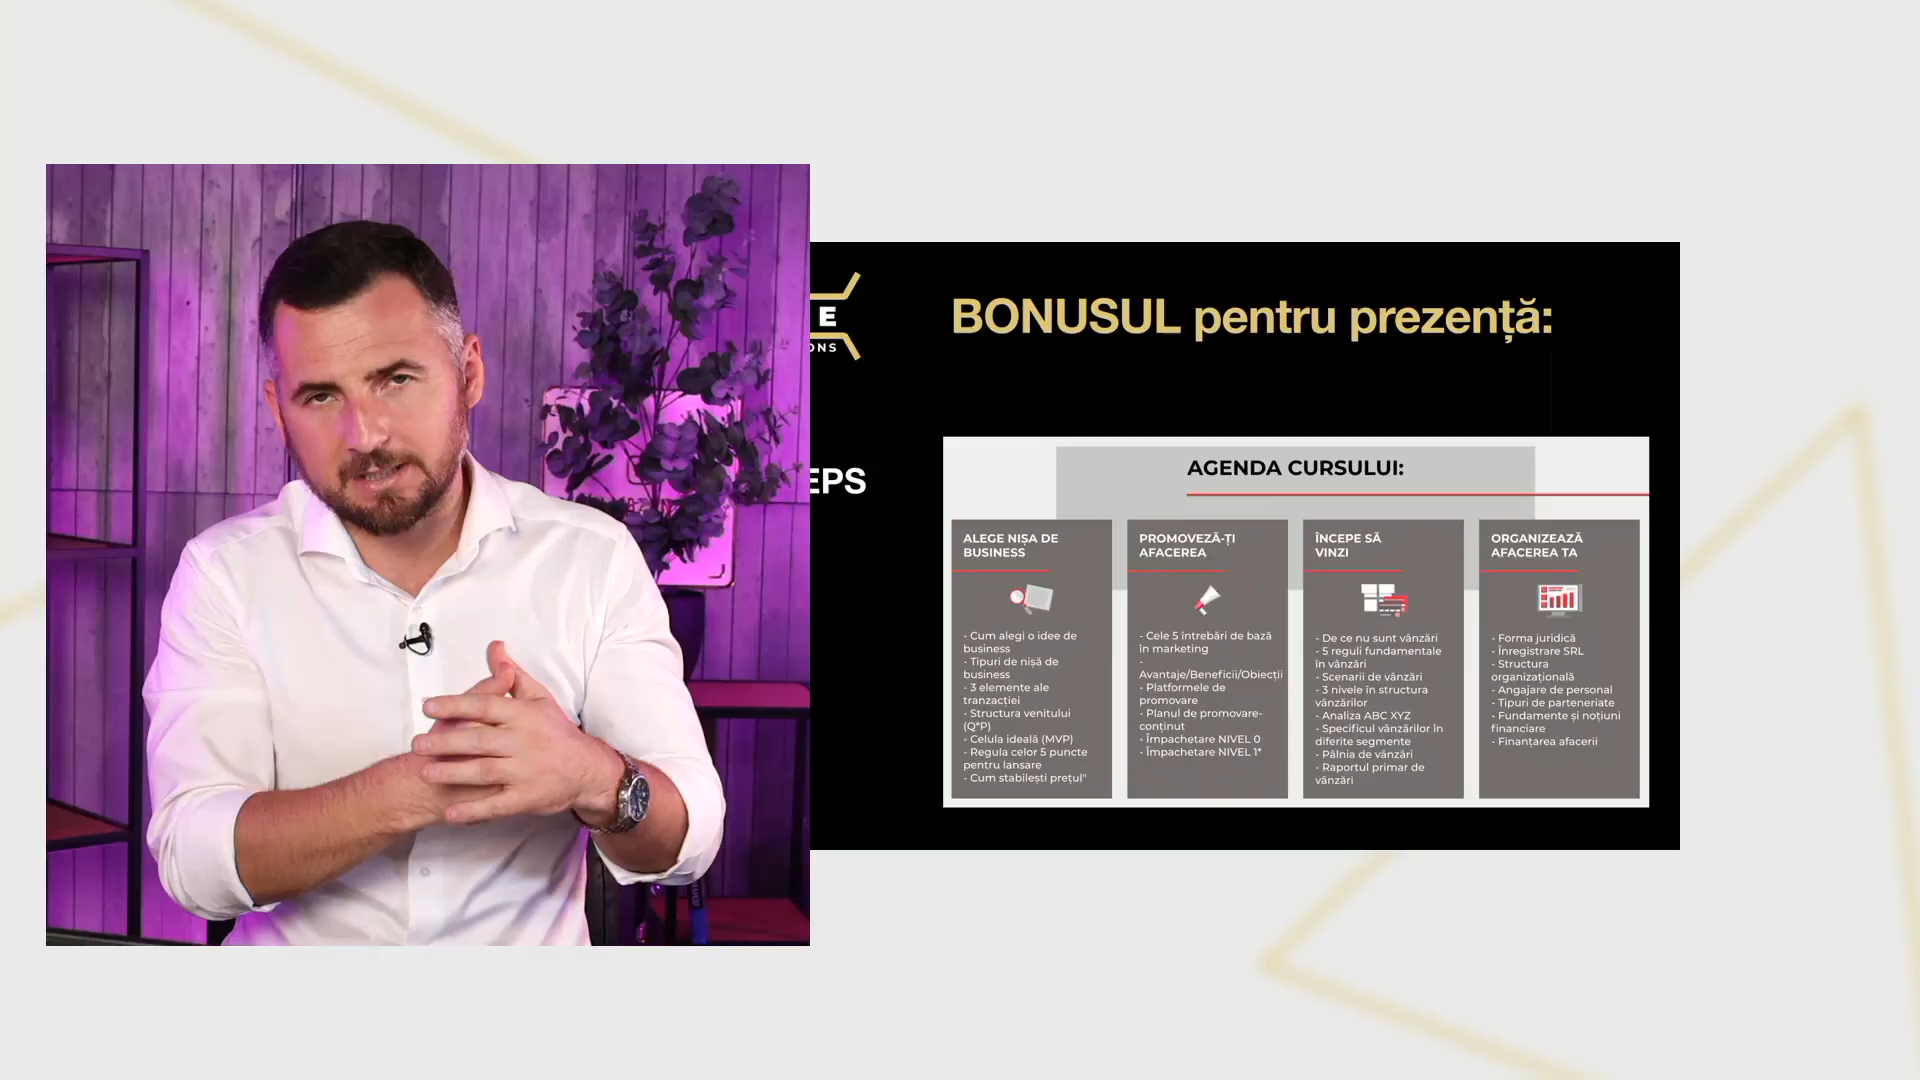 E
ONS
EPS
BONUSUL pentru prezență:
AGENDA CURSULUI:
ALEGE NIȘA DE
BUSINESS
- Cum alegi o idee de
business
- Tipuri de nișă de
business
- 3 elemente ale
tranzacției
- Structura venitului
(Q*P)
- Celula ideală (MVP)
- Regula celor 5 puncte
pentru lansare
- Cum stabilești prețul"
PROMOVEZĂ-ȚI
AFACEREA
- Cele 5 întrebări de bază
în marketing
-
Avantaje/Beneficii/Obiecții
- Platformele de
promovare
- Planul de promovare-
conținut
- Împachetare NIVEL 0
- Împachetare NIVEL 1*
ÎNCEPE SĂ
VINZI
- De ce nu sunt vânzări
- 5 reguli fundamentale
în vânzări
- Scenarii de vânzări
- 3 nivele în structura
vânzărilor
- Analiza ABC XYZ
- Specificul vânzărilor în
diferite segmente
- Pâlnia de vânzări
- Raportul primar de
vânzări
ORGANIZEAZĂ
AFACEREA TA
- Forma juridică
- Înregistrare SRL
- Structura
organizațională
- Angajare de personal
- Tipuri de parteneriate
- Fundamente și noțiuni
financiare
- Finanțarea afacerii